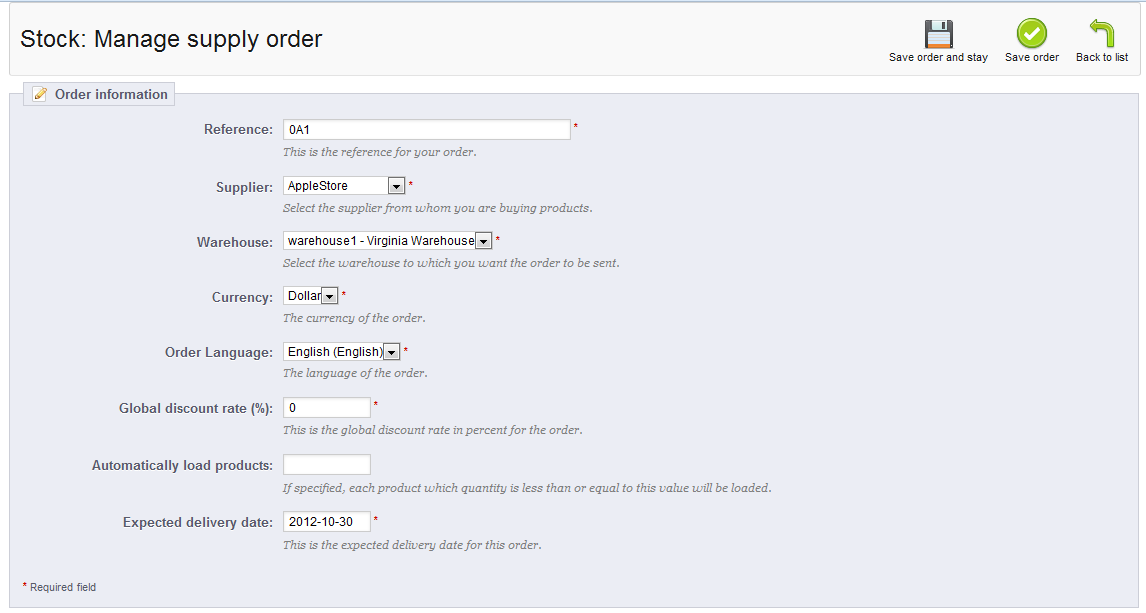 Stock: Manage supply order
Save order and stay
Save order
Back to list
Order information
Reference: 0A1 *
This is the reference for your order.
Supplier: AppleStore *
Select the supplier from whom you are buying products.
Warehouse: warehouse1 - Virginia Warehouse *
Select the warehouse to which you want the order to be sent.
Currency: Dollar *
The currency of the order.
Order Language: English (English) *
The language of the order.
Global discount rate (%): 0 *
This is the global discount rate in percent for the order.
Automatically load products:
If specified, each product which quantity is less than or equal to this value will be loaded.
Expected delivery date: 2012-10-30 *
This is the expected delivery date for this order.
* Required field